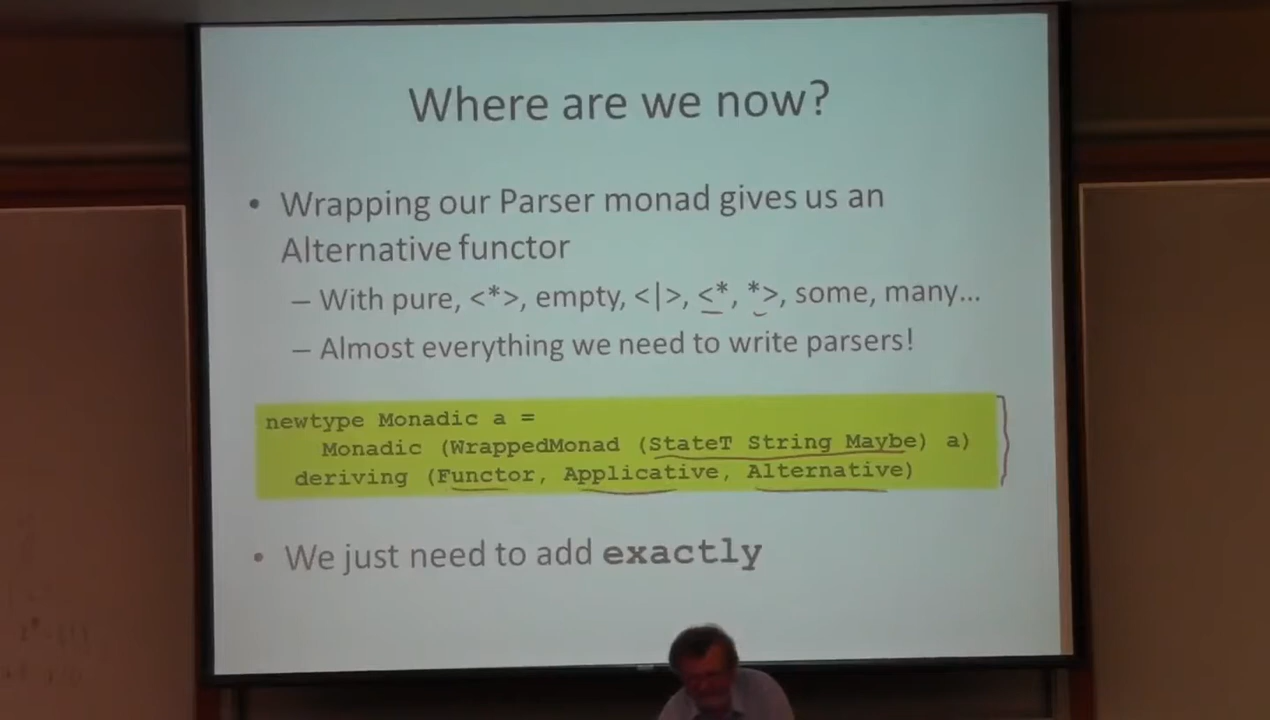 Where are we now?
• Wrapping our Parser monad gives us an
Alternative functor
– With pure, <*>, empty, <|>, <*, *>, some, many…
– Almost everything we need to write parsers!
newtype Monadic a =
Monadic (WrappedMonad (StateT String Maybe) a)
deriving (Functor, Applicative, Alternative)
• We just need to add exactly